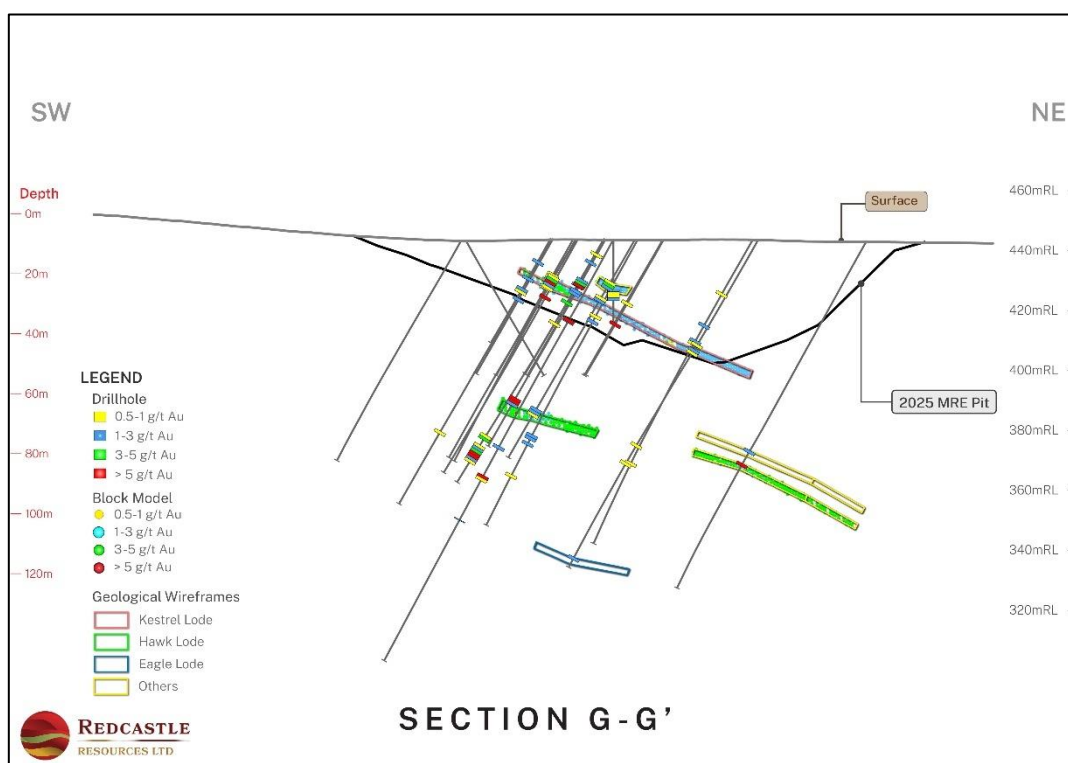 SW
NE
Depth
0m
20m
40m
60m
80m
100m
120m
460mRL
440mRL
420mRL
400mRL
380mRL
360mRL
340mRL
320mRL
Surface
2025 MRE Pit
LEGEND
Drillhole
0.5-1 g/t Au
1-3 g/t Au
3-5 g/t Au
> 5 g/t Au
Block Model
0.5-1 g/t Au
1-3 g/t Au
3-5 g/t Au
> 5 g/t Au
Geological Wireframes
Kestrel Lode
Hawk Lode
Eagle Lode
Others
REDCASTLE
RESOURCES LTD
SECTION G-G’